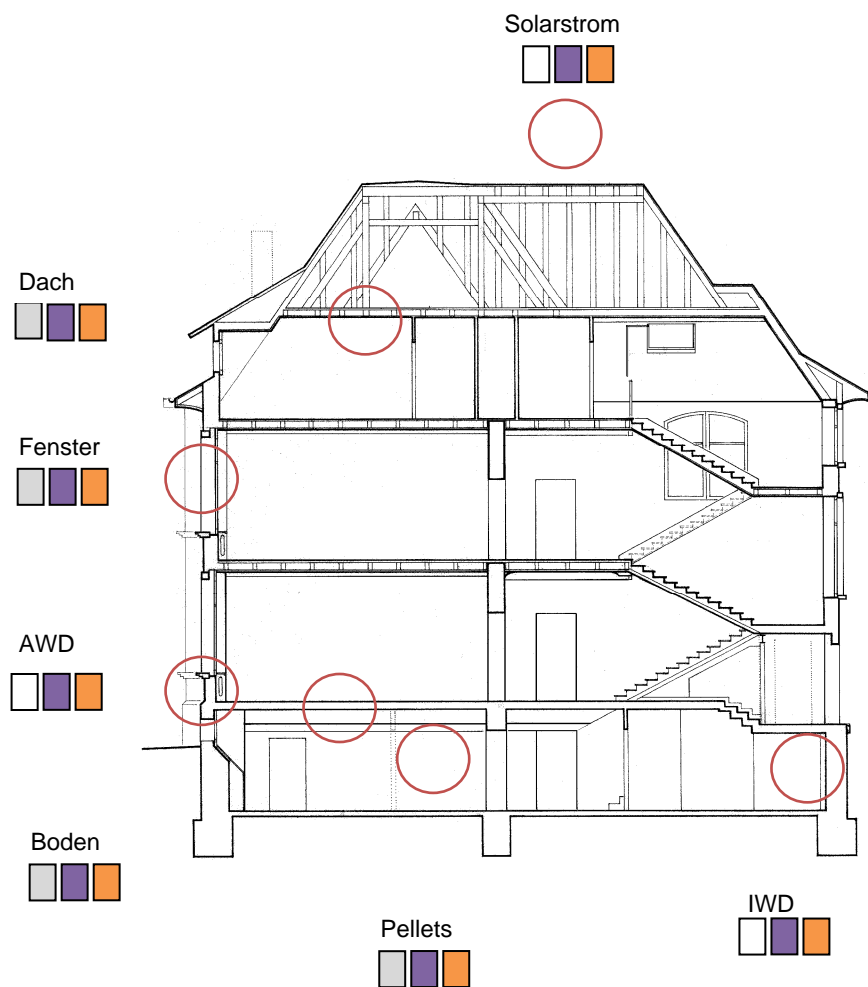 Solarstrom
Dach
Fenster
AWD
Boden
IWD
Pellets